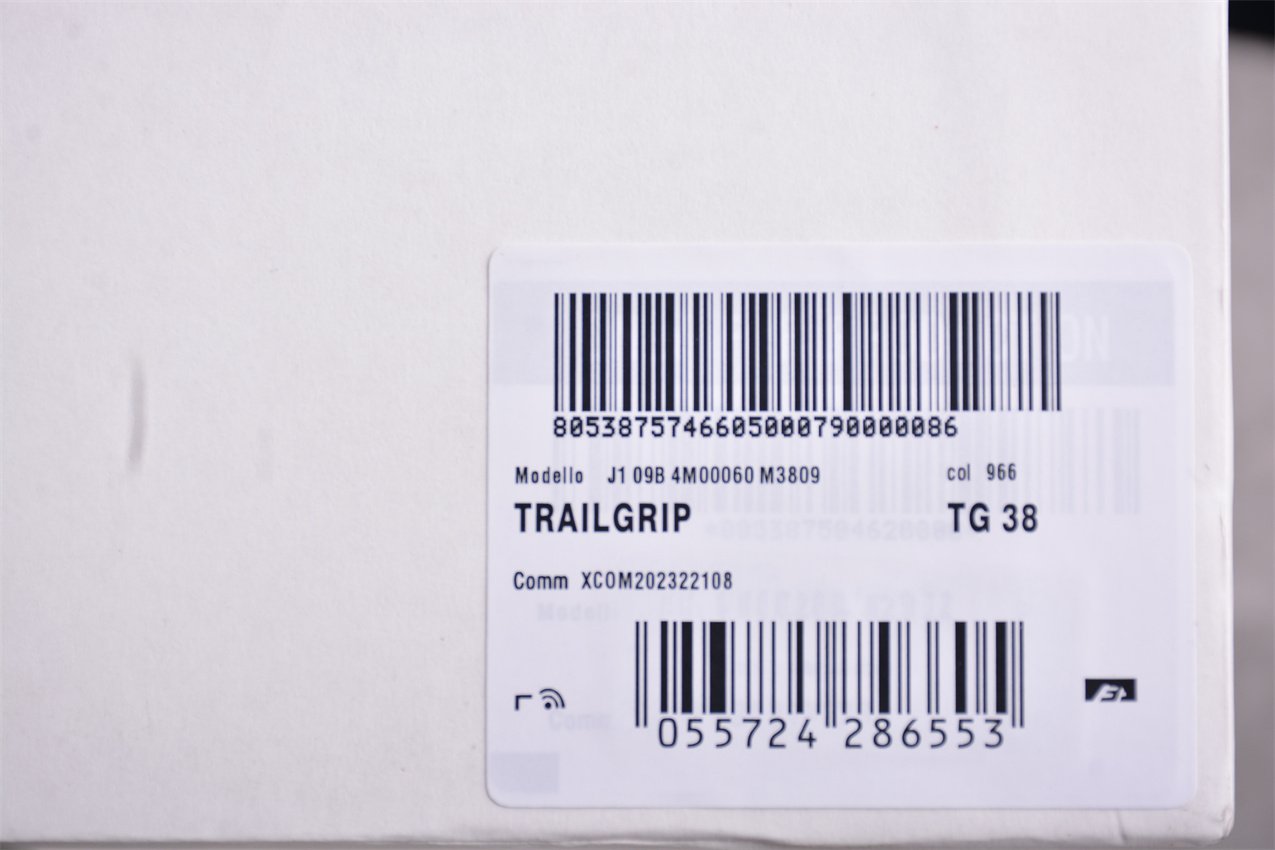 8053875746605000790000086
Modello J1 09B 4M00060 M3809 col 966
TRAILGRIP TG 38
Comm XCOM202322108
055724 286553